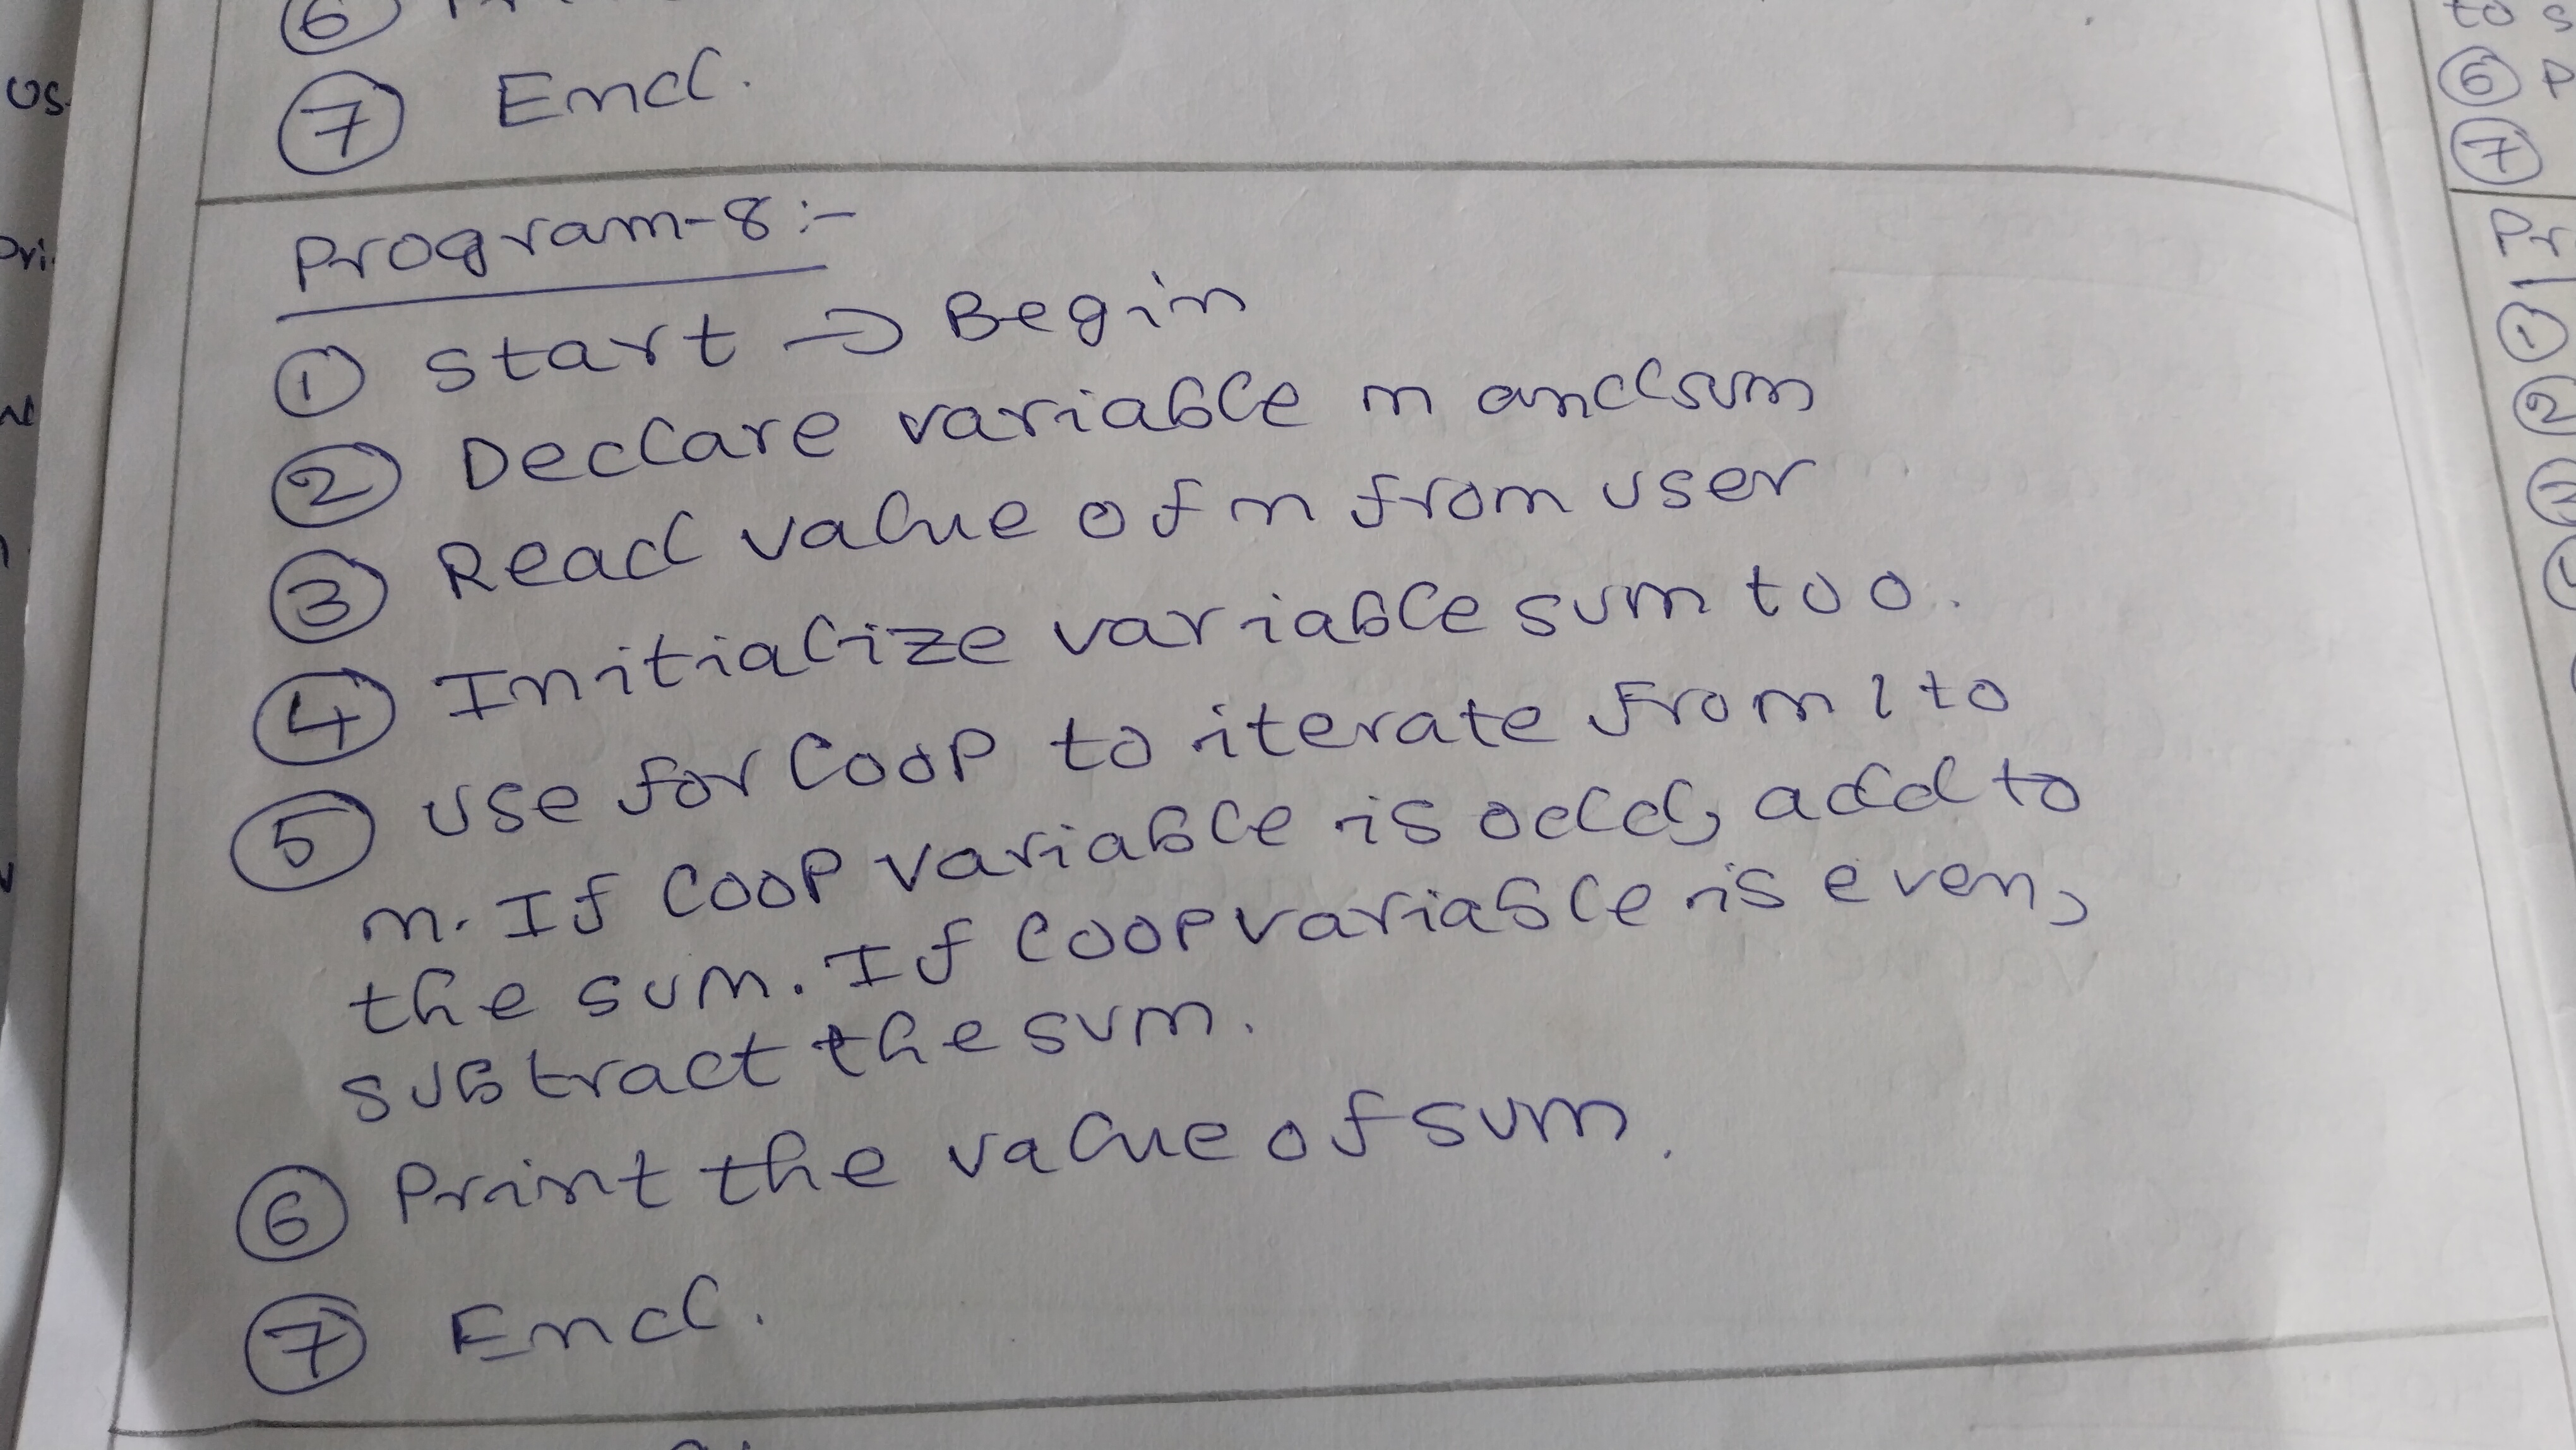 6
7 End.
Program-8:-
1 Start → Begin
2 Declare variable n and sum
3 Read value of n from user
4 Initialize variable sum to 0.
5 use for loop to iterate from 1 to
n. If loop variable is odd, add to
the sum. If loop variable is even,
subtract the sum.
6 Print the value of sum.
7 End.
us
Pri
to s
6 P
7
Pr
1
2
3